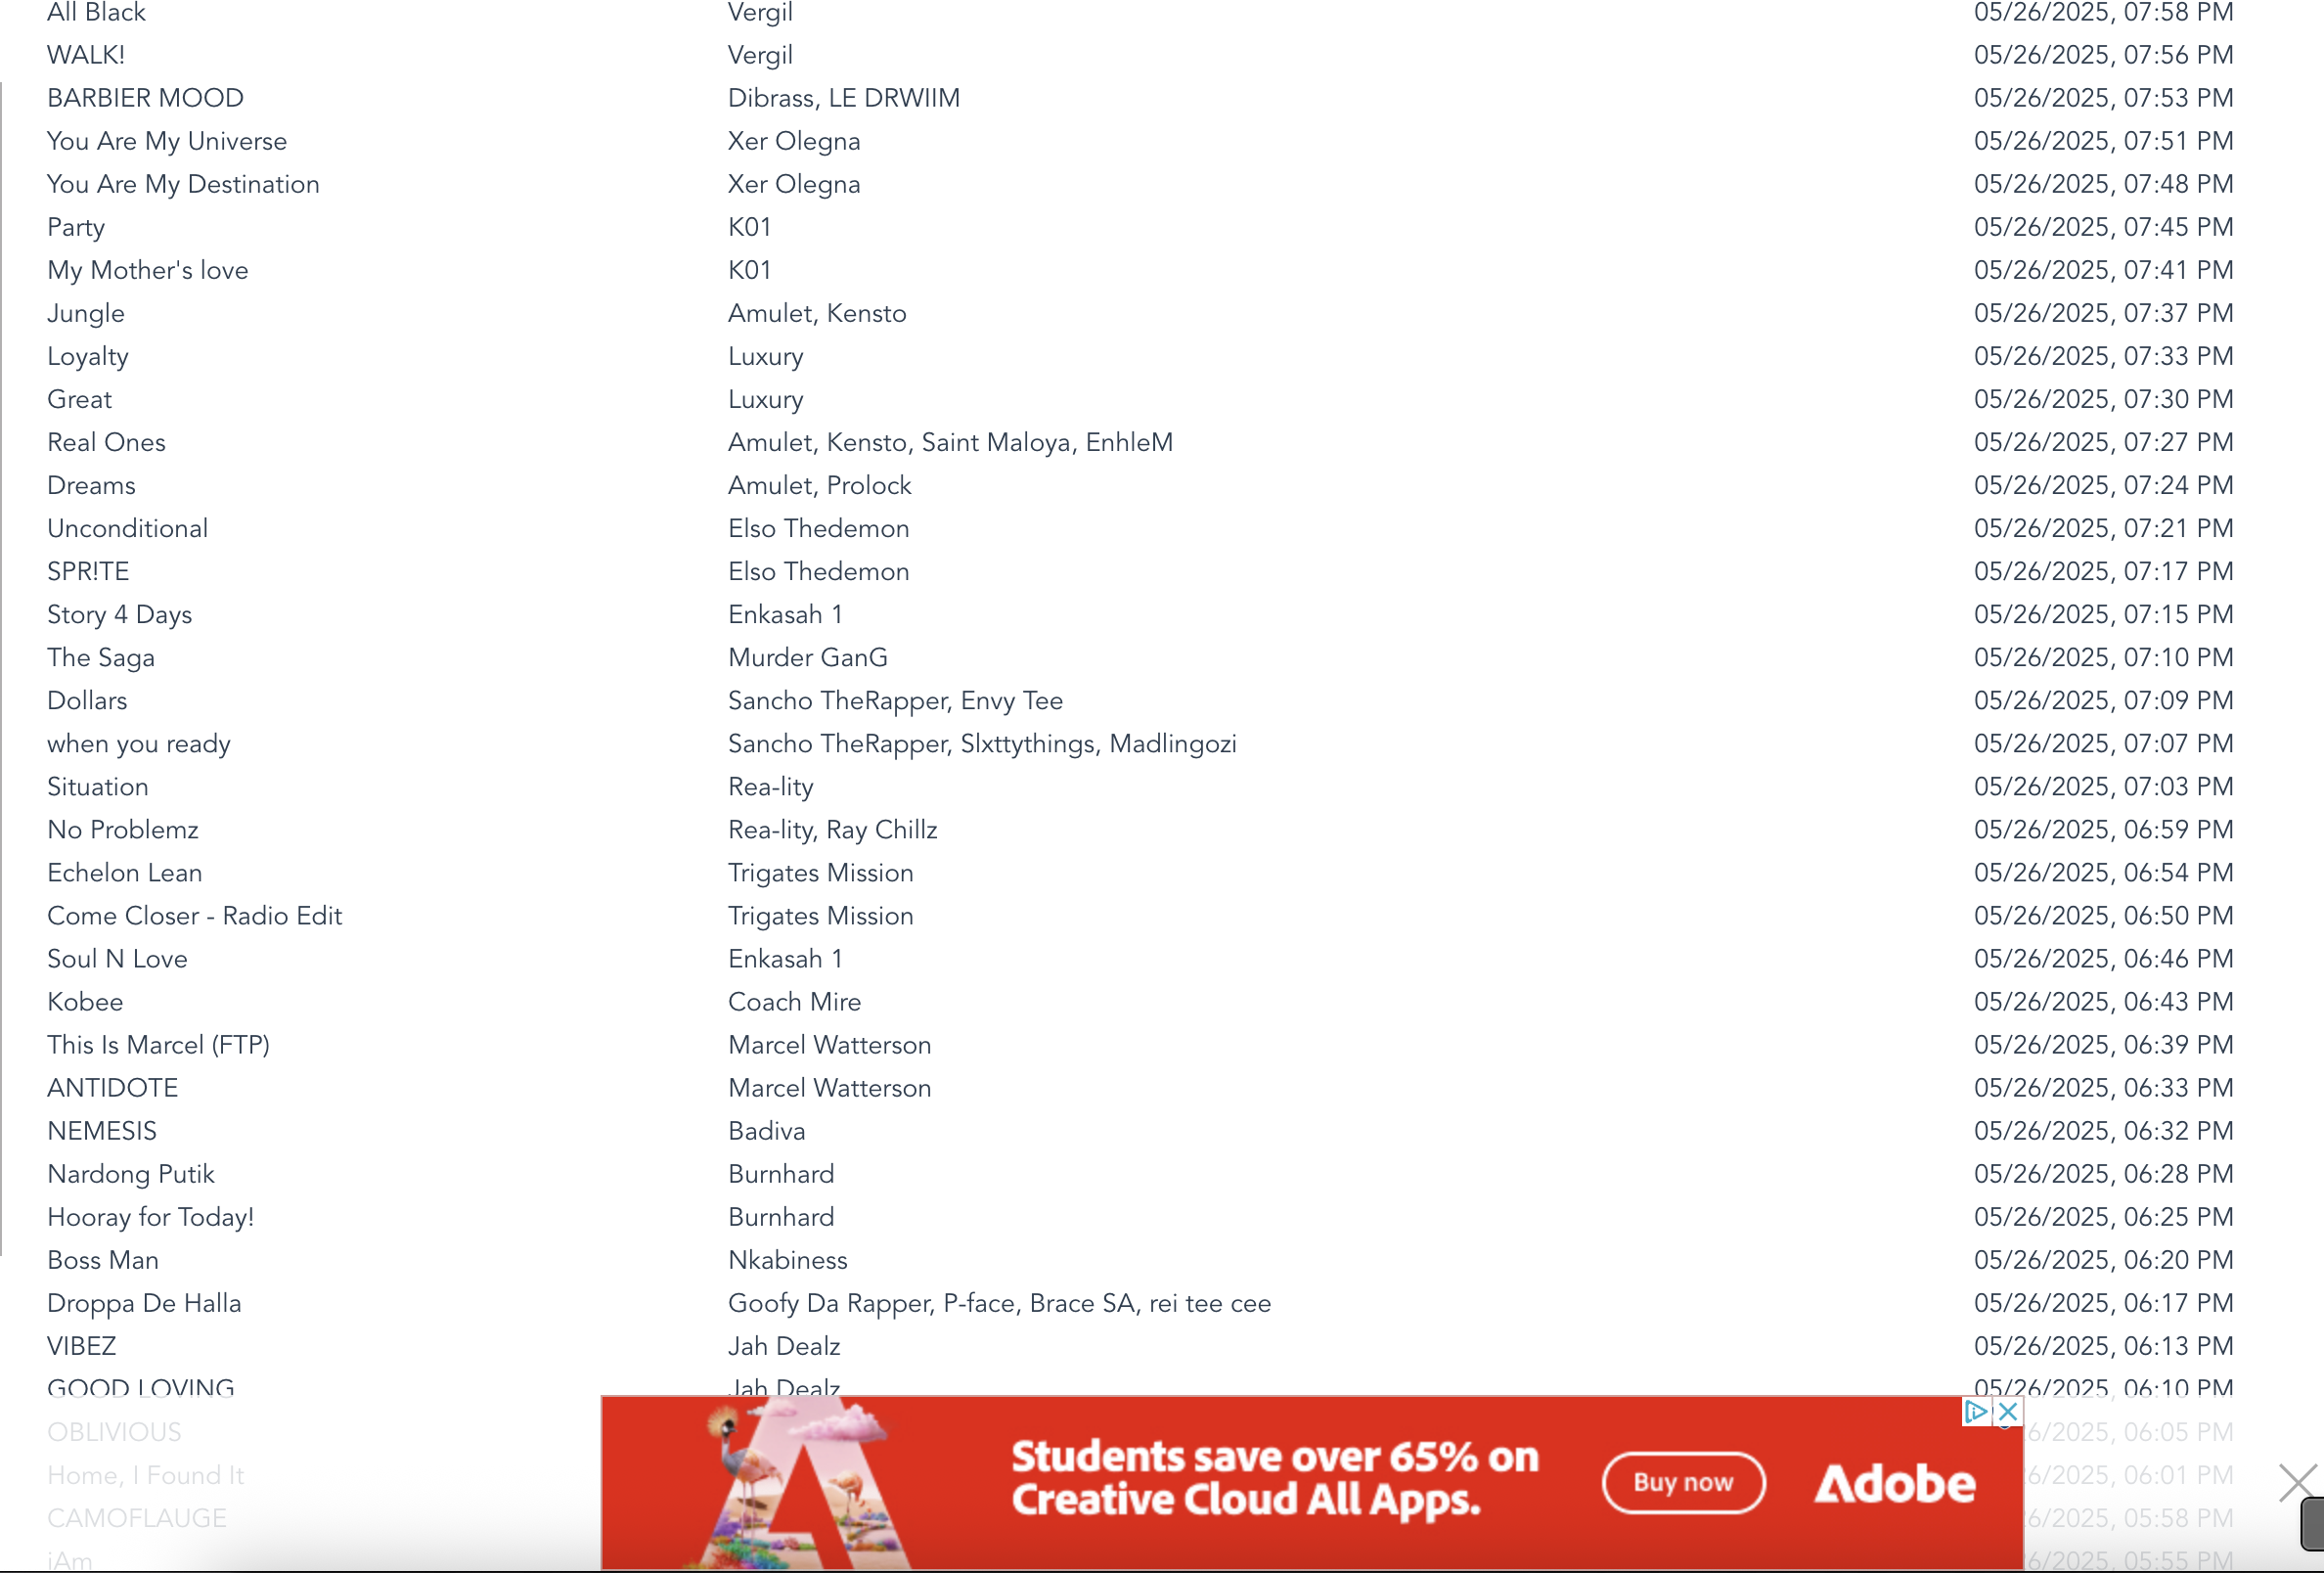 All Black Vergil 05/26/2025, 07:58 PM
WALK! Vergil 05/26/2025, 07:56 PM
BARBIER MOOD Dibrass, LE DRWIIM 05/26/2025, 07:53 PM
You Are My Universe Xer Olegna 05/26/2025, 07:51 PM
You Are My Destination Xer Olegna 05/26/2025, 07:48 PM
Party K01 05/26/2025, 07:45 PM
My Mother's love K01 05/26/2025, 07:41 PM
Jungle Amulet, Kensto 05/26/2025, 07:37 PM
Loyalty Luxury 05/26/2025, 07:33 PM
Great Luxury 05/26/2025, 07:30 PM
Real Ones Amulet, Kensto, Saint Maloya, EnhleM 05/26/2025, 07:27 PM
Dreams Amulet, Prolock 05/26/2025, 07:24 PM
Unconditional Elso Thedemon 05/26/2025, 07:21 PM
SPR!TE Elso Thedemon 05/26/2025, 07:17 PM
Story 4 Days Enkasah 1 05/26/2025, 07:15 PM
The Saga Murder GanG 05/26/2025, 07:10 PM
Dollars Sancho TheRapper, Envy Tee 05/26/2025, 07:09 PM
when you ready Sancho TheRapper, Slxttythings, Madlingozi 05/26/2025, 07:07 PM
Situation Rea-lity 05/26/2025, 07:03 PM
No Problemz Rea-lity, Ray Chillz 05/26/2025, 06:59 PM
Echelon Lean Trigates Mission 05/26/2025, 06:54 PM
Come Closer - Radio Edit Trigates Mission 05/26/2025, 06:50 PM
Soul N Love Enkasah 1 05/26/2025, 06:46 PM
Kobee Coach Mire 05/26/2025, 06:43 PM
This Is Marcel (FTP) Marcel Watterson 05/26/2025, 06:39 PM
ANTIDOTE Marcel Watterson 05/26/2025, 06:33 PM
NEMESIS Badiva 05/26/2025, 06:32 PM
Nardong Putik Burnhard 05/26/2025, 06:28 PM
Hooray for Today! Burnhard 05/26/2025, 06:25 PM
Boss Man Nkabiness 05/26/2025, 06:20 PM
Droppa De Halla Goofy Da Rapper, P-face, Brace SA, rei tee cee 05/26/2025, 06:17 PM
VIBEZ Jah Dealz 05/26/2025, 06:13 PM
GOOD LOVING Jah Dealz 05/26/2025, 06:10 PM
OBLIVIOUS 6/2025, 06:05 PM
Home, I Found It 6/2025, 06:01 PM
CAMOFLAUGE 6/2025, 05:58 PM
iAm 6/2025, 05:55 PM
Students save over 65% on
Creative Cloud All Apps.
Buy now
Adobe